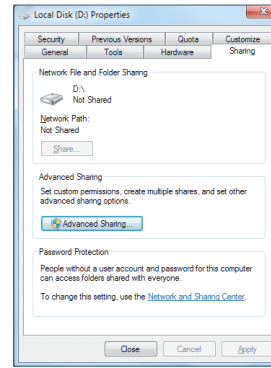 Local Disk (D:) Properties
Security Previous Versions Quota Customize
General Tools Hardware Sharing
Network File and Folder Sharing
D:\
Not Shared
Network Path:
Not Shared
Share...
Advanced Sharing
Set custom permissions, create multiple shares, and set other
advanced sharing options.
Advanced Sharing...
Password Protection
People without a user account and password for this computer
can access folders shared with everyone.
To change this setting, use the Network and Sharing Center.
Close Cancel Apply